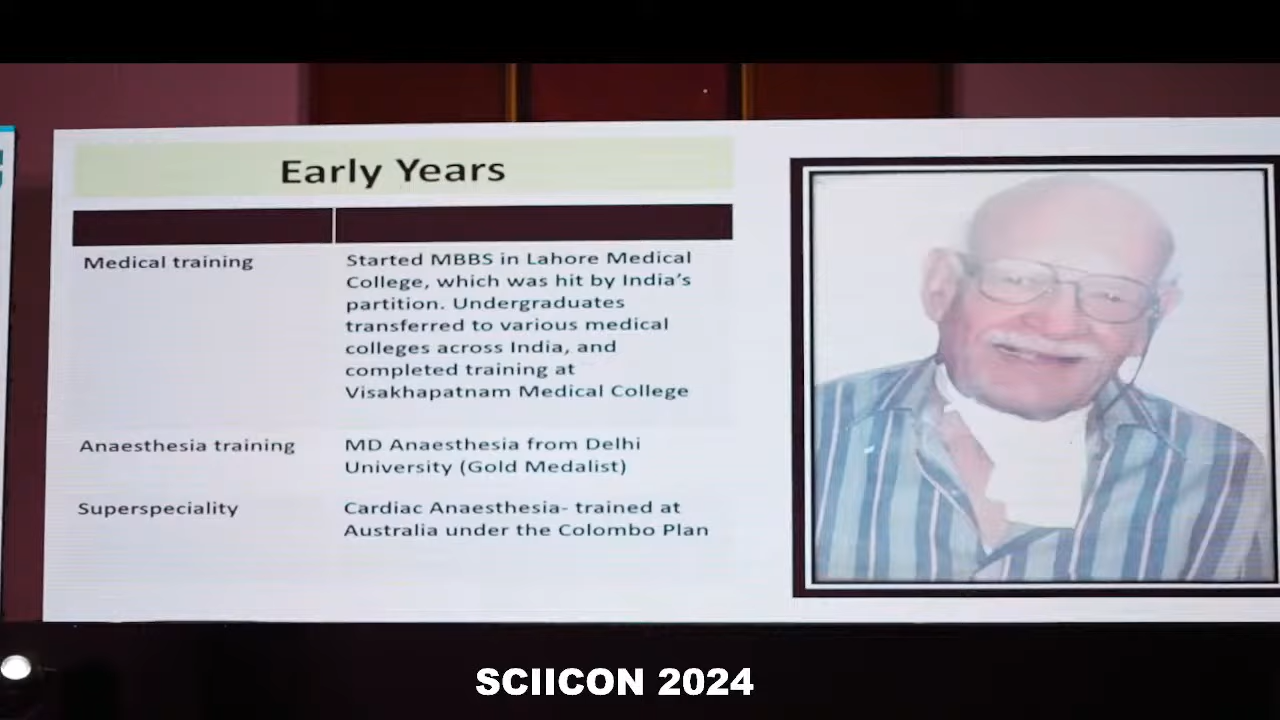 Early Years
Medical training
Started MBBS in Lahore Medical
College, which was hit by India's
partition. Undergraduates
transferred to various medical
colleges across India, and
completed training at
Visakhapatnam Medical College
Anaesthesia training
MD Anaesthesia from Delhi
University (Gold Medalist)
Superspeciality
Cardiac Anaesthesia- trained at
Australia under the Colombo Plan
SCIICON 2024